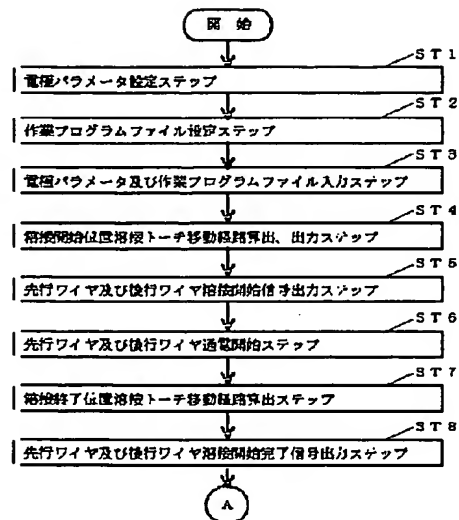 開 始
ST1
電極パラメータ設定ステップ
ST2
作業プログラムファイル設定ステップ
ST3
電極パラメータ及び作業プログラムファイル入力ステップ
ST4
溶接開始位置溶接トーチ移動経路算出、出力ステップ
ST5
先行ワイヤ及び後行ワイヤ溶接開始信号出力ステップ
ST6
先行ワイヤ及び後行ワイヤ通電開始ステップ
ST7
溶接終了位置溶接トーチ移動経路算出ステップ
ST8
先行ワイヤ及び後行ワイヤ溶接開始完了信号出力ステップ
A